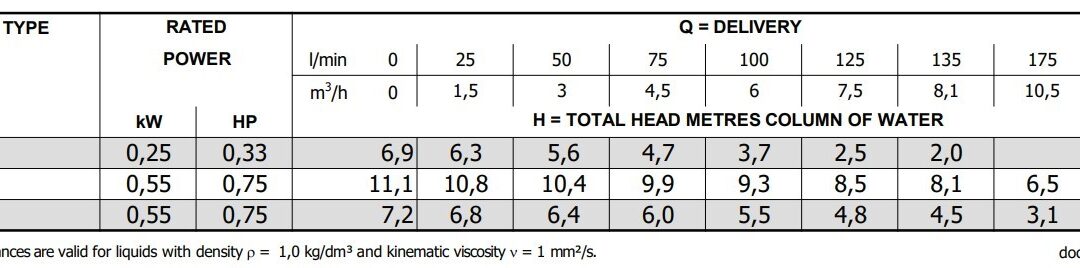 TYPE RATED Q = DELIVERY
POWER l/min 0 25 50 75 100 125 135 175
m³/h 0 1,5 3 4,5 6 7,5 8,1 10,5
kW HP H = TOTAL HEAD METRES COLUMN OF WATER
0,25 0,33 6,9 6,3 5,6 4,7 3,7 2,5 2,0
0,55 0,75 11,1 10,8 10,4 9,9 9,3 8,5 8,1 6,5
0,55 0,75 7,2 6,8 6,4 6,0 5,5 4,8 4,5 3,1
nces are valid for liquids with density ρ = 1,0 kg/dm³ and kinematic viscosity ν = 1 mm²/s. doc